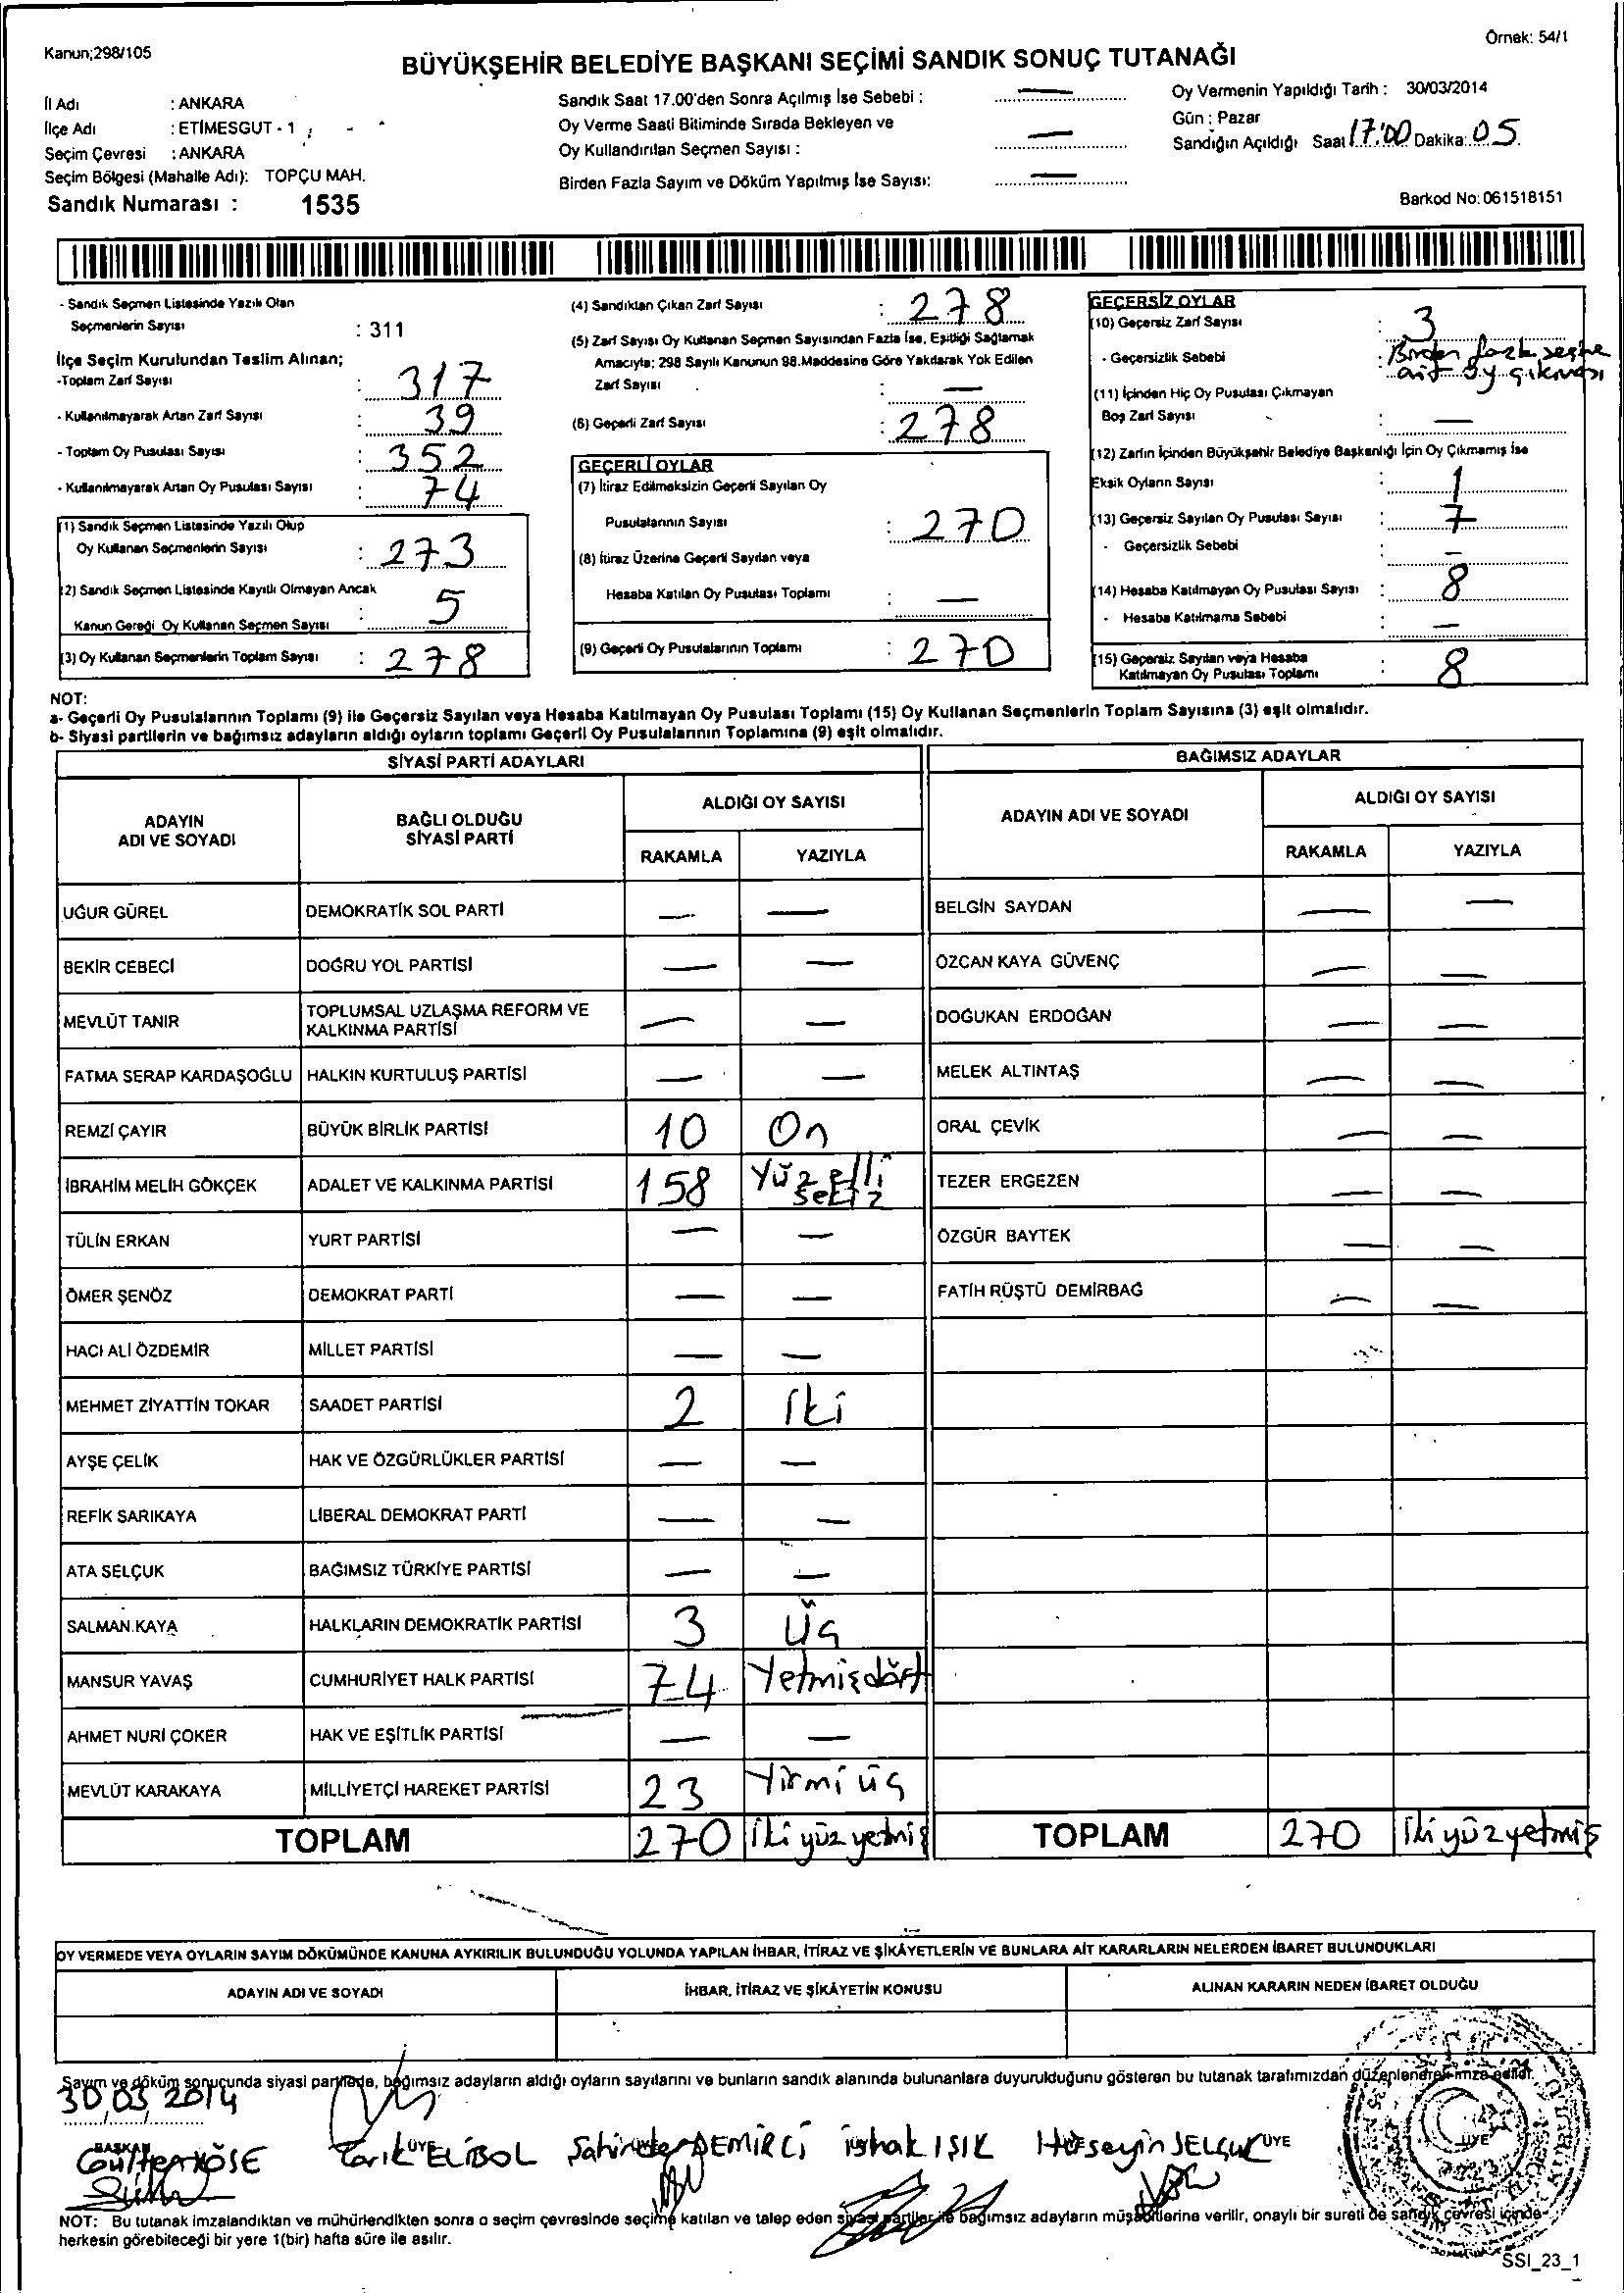 Kanun;298/105
Örnek: 54/1
BÜYÜKŞEHİR BELEDİYE BAŞKANI SEÇİMİ SANDIK SONUÇ TUTANAĞI
İl Adı : ANKARA
İlçe Adı : ETİMESGUT - 1
Seçim Çevresi : ANKARA
Seçim Bölgesi (Mahalle Adı): TOPÇU MAH.
Sandık Numarası : 1535
Sandık Saat 17.00'den Sonra Açılmış İse Sebebi : —
Oy Verme Saati Bitiminde Sırada Bekleyen ve
Oy Kullandırılan Seçmen Sayısı : —
Birden Fazla Sayım ve Döküm Yapılmış İse Sayısı: —
Oy Vermenin Yapıldığı Tarih : 30/03/2014
Gün : Pazar
Sandığın Açıldığı Saat 17:00 Dakika: 05
Barkod No: 061518151
- Sandık Seçmen Listesinde Yazılı Olan
Seçmenlerin Sayısı : 311
İlçe Seçim Kurulundan Teslim Alınan;
-Toplam Zarf Sayısı : 317
- Kullanılmayarak Artan Zarf Sayısı : 39
- Toplam Oy Pusulası Sayısı : 352
- Kullanılmayarak Artan Oy Pusulası Sayısı : 74
(1) Sandık Seçmen Listesinde Yazılı Olup
Oy Kullanan Seçmenlerin Sayısı : 273
(2) Sandık Seçmen Listesinde Kayıtlı Olmayan Ancak
Kanun Gereği Oy Kullanan Seçmen Sayısı : 5
(3) Oy Kullanan Seçmenlerin Toplam Sayısı : 278
(4) Sandıktan Çıkan Zarf Sayısı : 278
(5) Zarf Sayısı Oy Kullanan Seçmen Sayısından Fazla İse, Eşitliği Sağlamak
Amacıyla; 298 Sayılı Kanunun 98.Maddesine Göre Yakılarak Yok Edilen
Zarf Sayısı : —
(6) Geçerli Zarf Sayısı : 278
GEÇERLİ OYLAR
(7) İtiraz Edilmeksizin Geçerli Sayılan Oy
Pusulalarının Sayısı : 270
(8) İtiraz Üzerine Geçerli Sayılan veya
Hesaba Katılan Oy Pusulası Toplamı : —
(9) Geçerli Oy Pusulalarının Toplamı : 270
GEÇERSİZ OYLAR
(10) Geçersiz Zarf Sayısı : 3
- Geçersizlik Sebebi : Birden fazla seçime
ait oy çıkması
(11) İçinden Hiç Oy Pusulası Çıkmayan
Boş Zarf Sayısı : —
(12) Zarfın İçinden Büyükşehir Belediye Başkanlığı İçin Oy Çıkmamış İse
Eksik Oyların Sayısı : 1
(13) Geçersiz Sayılan Oy Pusulası Sayısı : 7
- Geçersizlik Sebebi : —
(14) Hesaba Katılmayan Oy Pusulası Sayısı : 8
- Hesaba Katılmama Sebebi : —
(15) Geçersiz Sayılan veya Hesaba
Katılmayan Oy Pusulası Toplamı : 8
NOT:
a- Geçerli Oy Pusulalarının Toplamı (9) ile Geçersiz Sayılan veya Hesaba Katılmayan Oy Pusulası Toplamı (15) Oy Kullanan Seçmenlerin Toplam Sayısına (3) eşit olmalıdır.
b- Siyasi partilerin ve bağımsız adayların aldığı oyların toplamı Geçerli Oy Pusulalarının Toplamına (9) eşit olmalıdır.
SİYASİ PARTİ ADAYLARI
ADAYIN
ADI VE SOYADI
BAĞLI OLDUĞU
SİYASİ PARTİ
ALDIĞI OY SAYISI
RAKAMLA YAZIYLA
UĞUR GÜREL DEMOKRATİK SOL PARTİ — —
BEKİR CEBECİ DOĞRU YOL PARTİSİ — —
MEVLÜT TANIR TOPLUMSAL UZLAŞMA REFORM VE
KALKINMA PARTİSİ — —
FATMA SERAP KARDAŞOĞLU HALKIN KURTULUŞ PARTİSİ — —
REMZİ ÇAYIR BÜYÜK BİRLİK PARTİSİ 10 On
İBRAHİM MELİH GÖKÇEK ADALET VE KALKINMA PARTİSİ 158 Yüz elli
sekiz
TÜLİN ERKAN YURT PARTİSİ — —
ÖMER ŞENÖZ DEMOKRAT PARTİ — —
HACI ALİ ÖZDEMİR MİLLET PARTİSİ — —
MEHMET ZİYATTİN TOKAR SAADET PARTİSİ 2 İki
AYŞE ÇELİK HAK VE ÖZGÜRLÜKLER PARTİSİ — —
REFİK SARIKAYA LİBERAL DEMOKRAT PARTİ — —
ATA SELÇUK BAĞIMSIZ TÜRKİYE PARTİSİ — —
SALMAN KAYA HALKLARIN DEMOKRATİK PARTİSİ 3 Üç
MANSUR YAVAŞ CUMHURİYET HALK PARTİSİ 74 Yetmişdört
AHMET NURİ ÇOKER HAK VE EŞİTLİK PARTİSİ — —
MEVLÜT KARAKAYA MİLLİYETÇİ HAREKET PARTİSİ 23 Yirmi üç
TOPLAM 270 İki yüz yetmiş
BAĞIMSIZ ADAYLAR
ADAYIN ADI VE SOYADI
ALDIĞI OY SAYISI
RAKAMLA YAZIYLA
BELGİN SAYDAN — —
ÖZCAN KAYA GÜVENÇ — —
DOĞUKAN ERDOĞAN — —
MELEK ALTINTAŞ — —
ORAL ÇEVİK — —
TEZER ERGEZEN — —
ÖZGÜR BAYTEK — —
FATİH RÜŞTÜ DEMİRBAĞ — —
TOPLAM 270 İki yüz yetmiş
OY VERMEDE VEYA OYLARIN SAYIM DÖKÜMÜNDE KANUNA AYKIRILIK BULUNDUĞU YOLUNDA YAPILAN İHBAR, İTİRAZ VE ŞİKÂYETLERİN VE BUNLARA AİT KARARLARIN NELERDEN İBARET BULUNDUKLARI
ADAYIN ADI VE SOYADI İHBAR, İTİRAZ VE ŞİKÂYETİN KONUSU ALINAN KARARIN NEDEN İBARET OLDUĞU
Sayım ve döküm sonucunda siyasi partilerle, bağımsız adayların aldığı oyların sayılarını ve bunların sandık alanında bulunanlara duyurulduğunu gösteren bu tutanak tarafımızdan düzenlenerek imza edildi.
30.03.2014
BAŞKAN ÜYE ÜYE ÜYE
Gülten KÖSE Tarık ELİBOL DEMİRCİ ishak IŞIK Hüseyin SELÇUK
NOT: Bu tutanak imzalandıktan ve mühürlendikten sonra o seçim çevresinde seçime katılan ve talep eden siyasi partiler ile bağımsız adayların müşahitlerine verilir, onaylı bir sureti de sandık çevresi içinde
herkesin görebileceği bir yere 1(bir) hafta süre ile asılır.
SSI_23_1